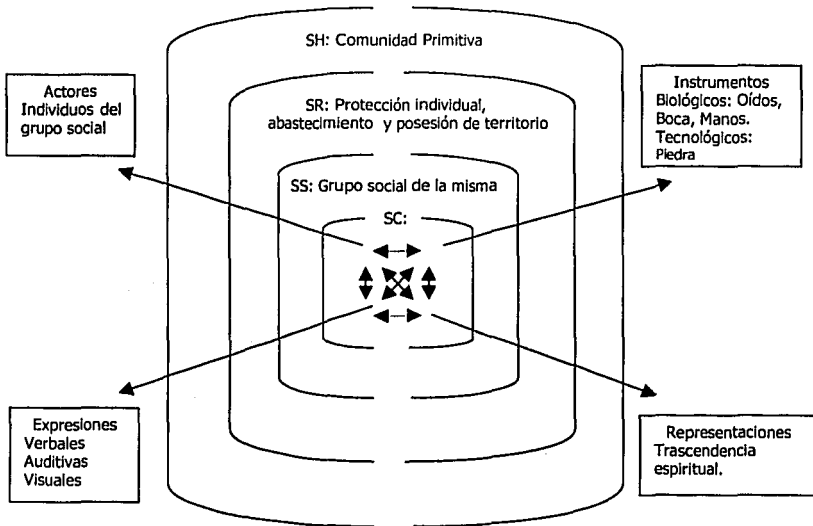 SH: Comunidad Primitiva
Actores
Individuos del
grupo social
Instrumentos
Biológicos: Oídos,
Boca, Manos.
Tecnológicos:
Piedra
SR: Protección individual,
abastecimiento y posesión de territorio
SS: Grupo social de la misma
SC:
Expresiones
Verbales
Auditivas
Visuales
Representaciones
Trascendencia
espiritual.